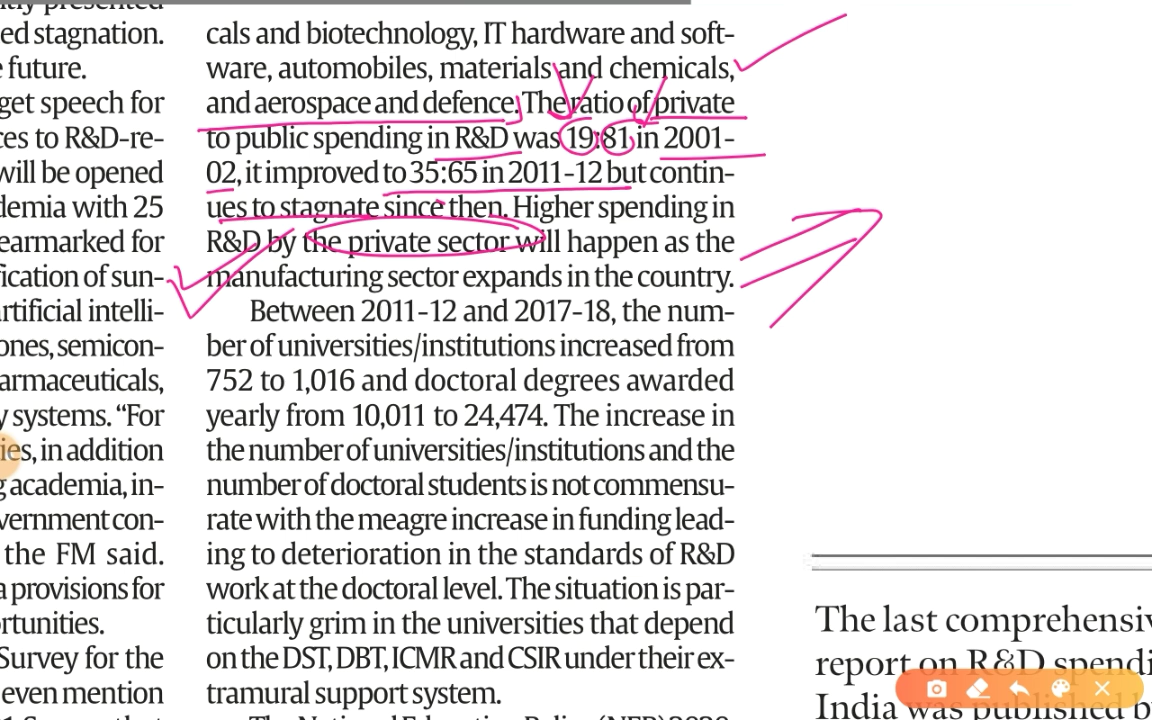 ed stagnation.
e future.
get speech for
ces to R&D-re-
will be opened
demia with 25
earmarked for
fication of sun-
artificial intelli-
ones, semicon-
armaceuticals,
y systems. “For
ies, in addition
g academia, in-
vernment con-
the FM said.
a provisions for
rtunities.
Survey for the
even mention
cals and biotechnology, IT hardware and soft-
ware, automobiles, materials and chemicals,
and aerospace and defence. The ratio of private
to public spending in R&D was 19:81 in 2001-
02, it improved to 35:65 in 2011-12 but contin-
ues to stagnate since then. Higher spending in
R&D by the private sector will happen as the
manufacturing sector expands in the country.
Between 2011-12 and 2017-18, the num-
ber of universities/institutions increased from
752 to 1,016 and doctoral degrees awarded
yearly from 10,011 to 24,474. The increase in
the number of universities/institutions and the
number of doctoral students is not commensu-
rate with the meagre increase in funding lead-
ing to deterioration in the standards of R&D
work at the doctoral level. The situation is par-
ticularly grim in the universities that depend
on the DST, DBT, ICMR and CSIR under their ex-
tramural support system.
The National Education Policy (NEP) 2020
The last comprehensiv
report on R&D spendi
India was published b